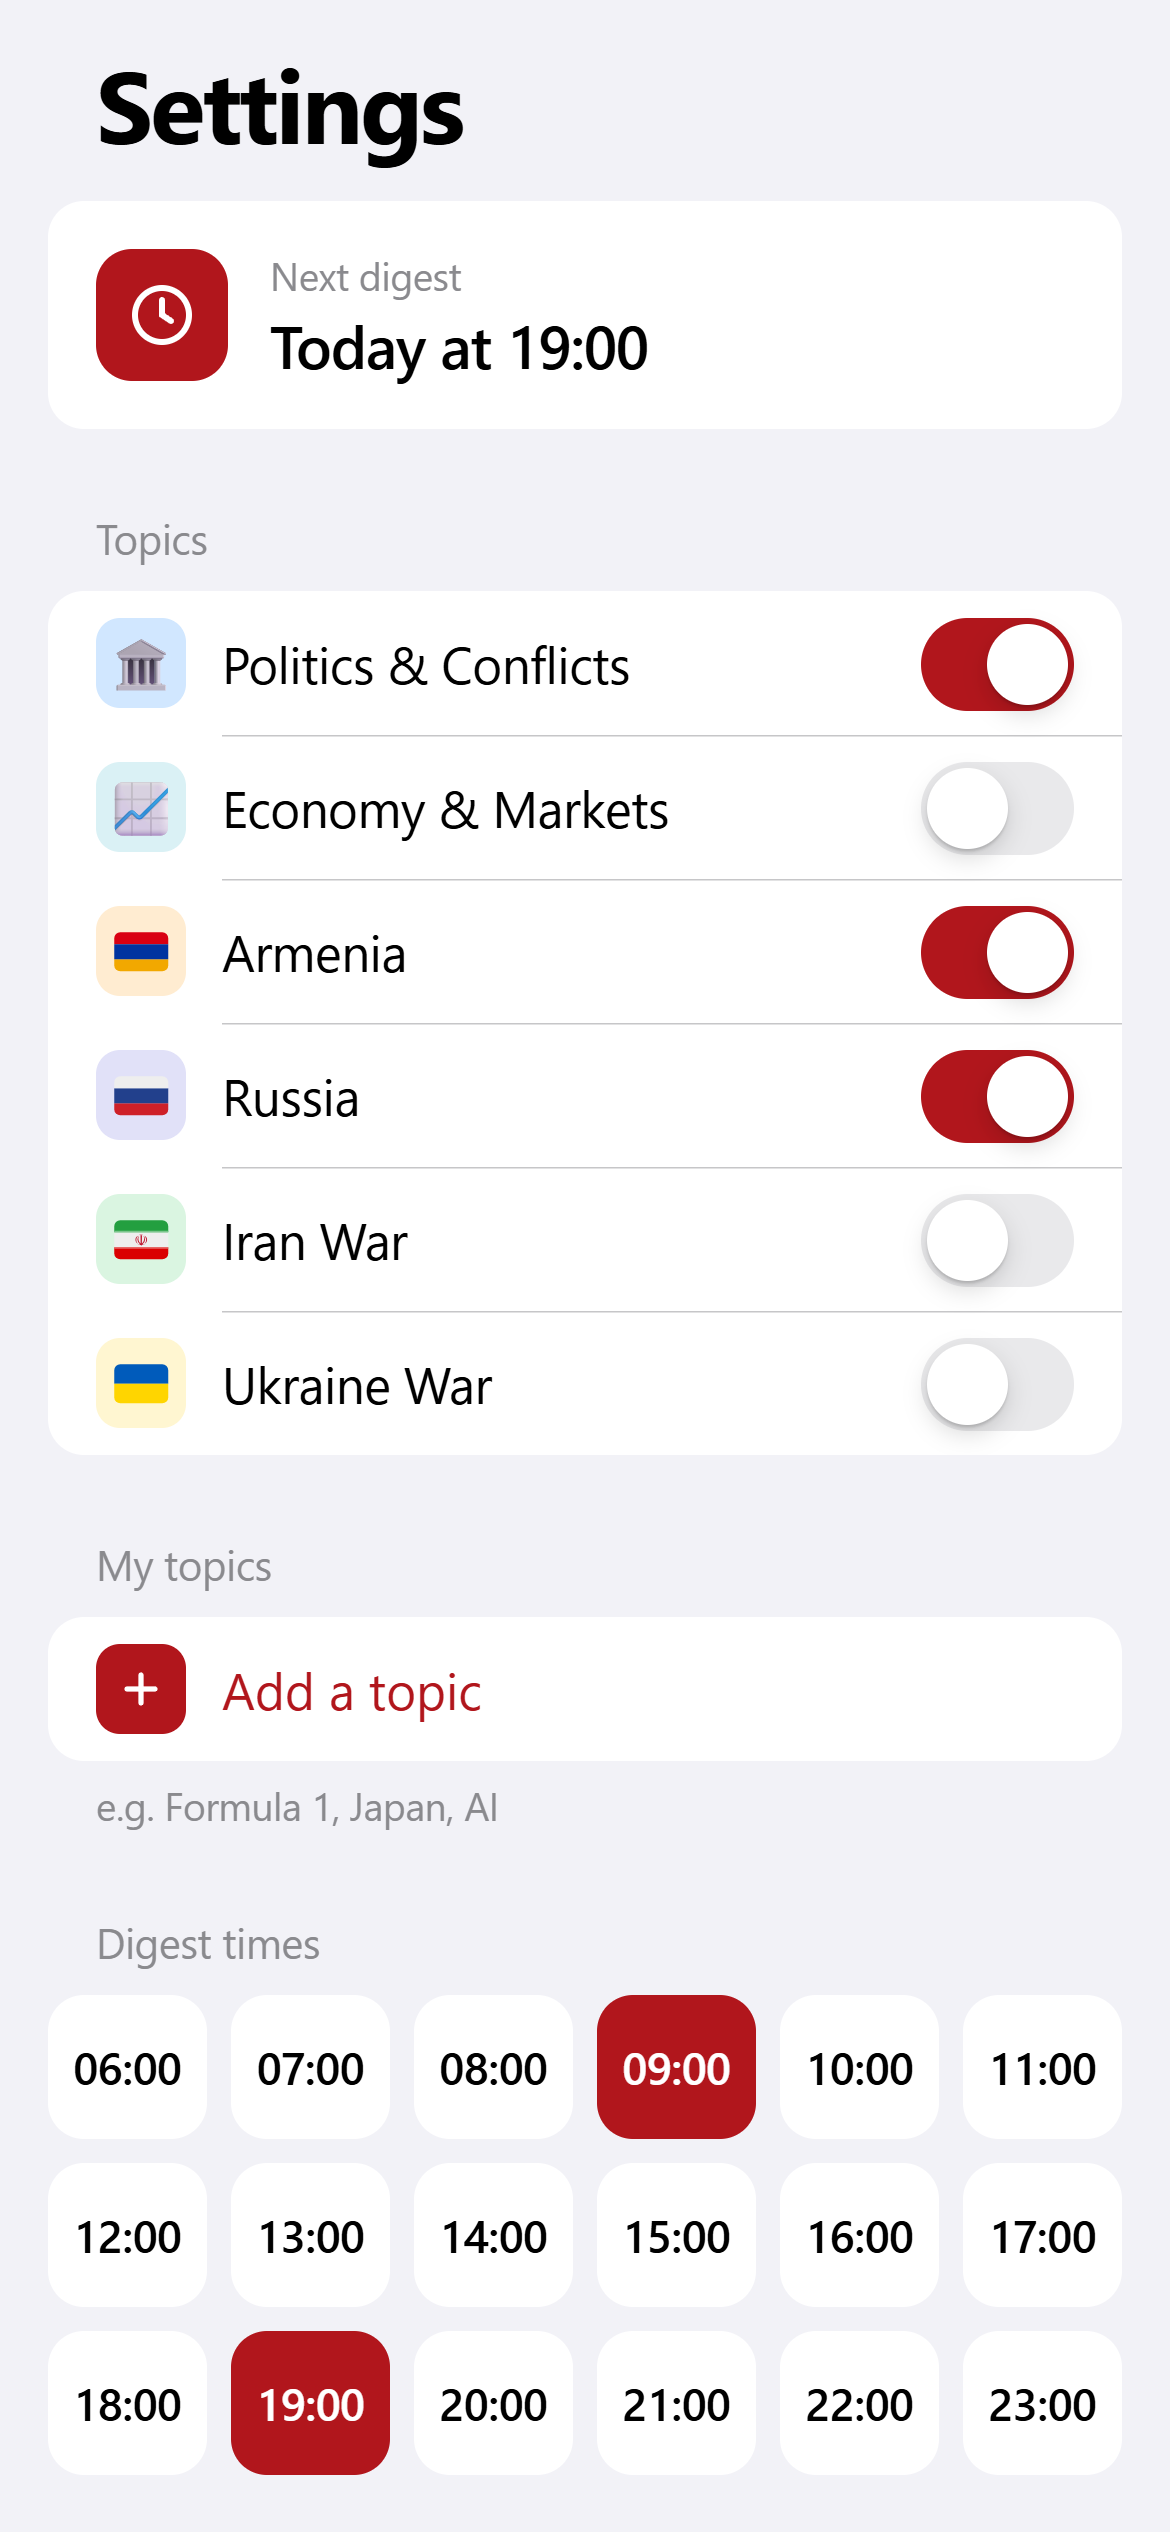 Settings
Next digest
Today at 19:00
Topics
Politics & Conflicts
Economy & Markets
Armenia
Russia
Iran War
Ukraine War
My topics
Add a topic
e.g. Formula 1, Japan, AI
Digest times
06:00 07:00 08:00 09:00 10:00 11:00
12:00 13:00 14:00 15:00 16:00 17:00
18:00 19:00 20:00 21:00 22:00 23:00